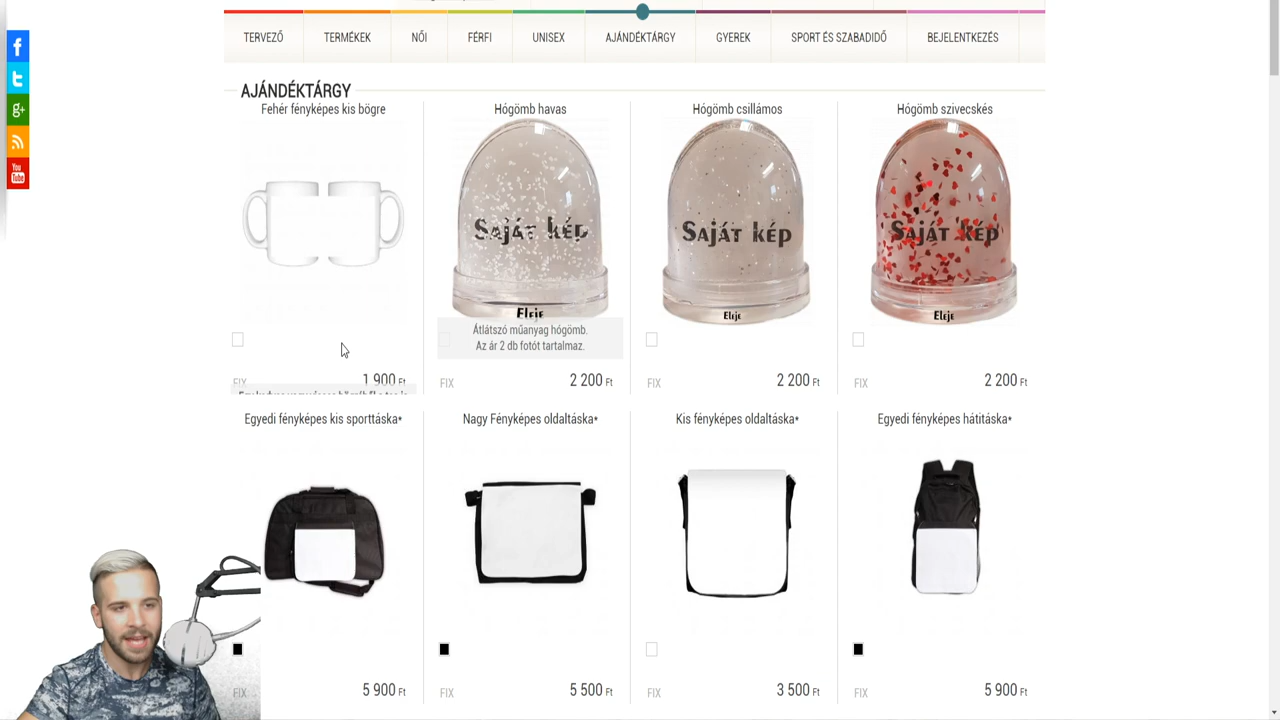 TERVEZŐ TERMÉKEK NŐI FÉRFI UNISEX AJÁNDÉKTÁRGY GYEREK SPORT ÉS SZABADIDŐ BEJELENTKEZÉS
f
t
g+
You
Tube
AJÁNDÉKTÁRGY
Fehér fényképes kis bögre Hógömb havas Hógömb csillámos Hógömb szivecskés
Saját kép Saját kép Saját kép
Eleje Eleje Eleje
Átlátszó műanyag hógömb.
Az ár 2 db fotót tartalmaz.
FIX 1 900 Ft FIX 2 200 Ft FIX 2 200 Ft FIX 2 200 Ft
Egyedi fényképes kis sporttáska* Nagy Fényképes oldaltáska* Kis fényképes oldaltáska* Egyedi fényképes hátitáska*
FIX 5 900 Ft FIX 5 500 Ft FIX 3 500 Ft FIX 5 900 Ft